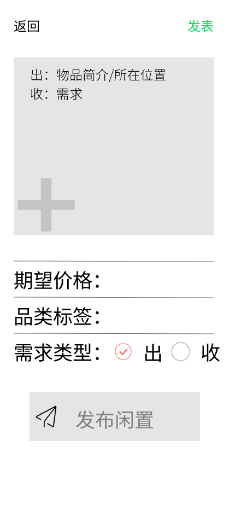 返回
发表
出：物品简介/所在位置
收：需求
期望价格：
品类标签：
需求类型： 出 收
发布闲置